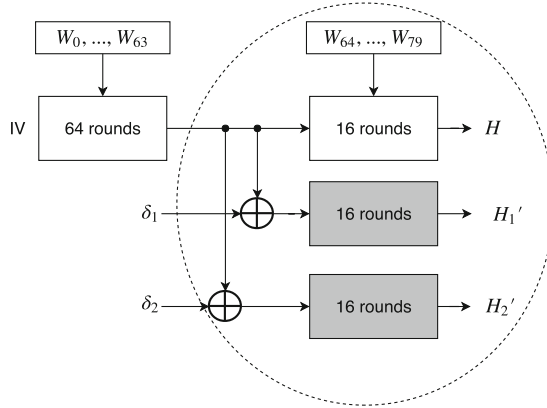 W₀, ..., W₆₃
W₆₄, ..., W₇₉
IV
64 rounds
16 rounds
H
δ₁
16 rounds
H₁′
δ₂
16 rounds
H₂′